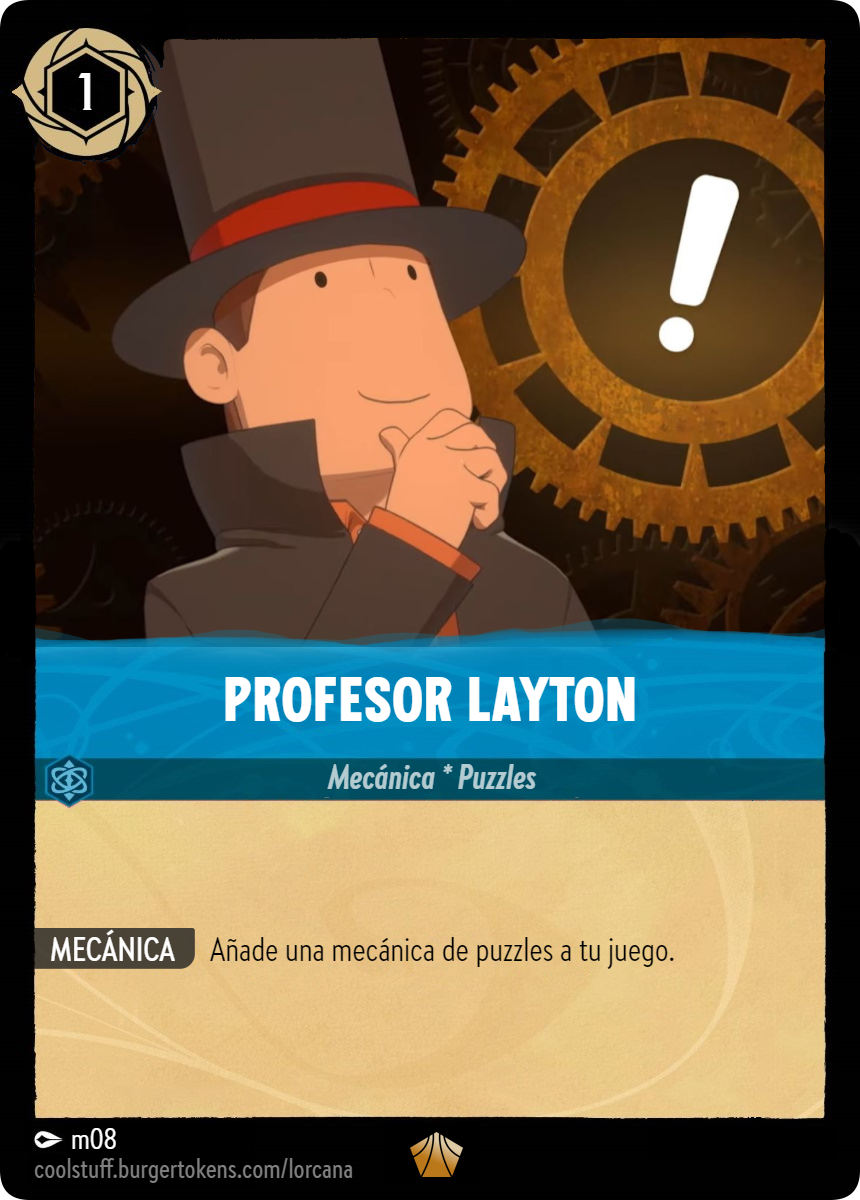 1
!
PROFESOR LAYTON
Mecánica * Puzzles
MECÁNICA Añade una mecánica de puzzles a tu juego.
m08
coolstuff.burgertokens.com/lorcana